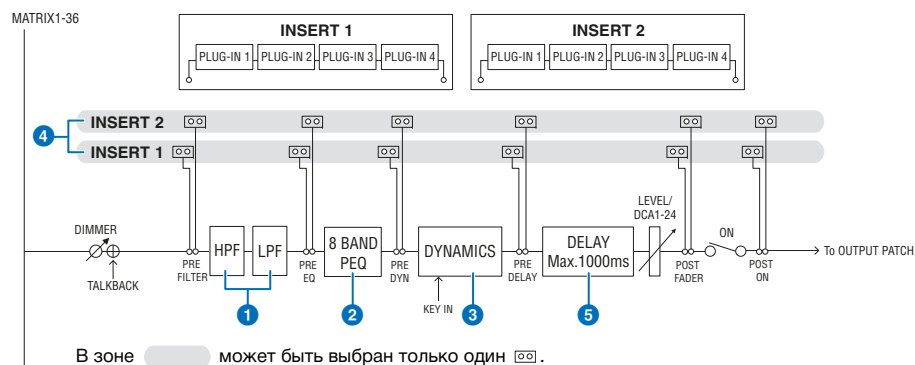 MATRIX1-36
INSERT 1
PLUG-IN 1 PLUG-IN 2 PLUG-IN 3 PLUG-IN 4
INSERT 2
PLUG-IN 1 PLUG-IN 2 PLUG-IN 3 PLUG-IN 4
4
INSERT 2
INSERT 1
DIMMER
TALKBACK
PRE
FILTER
HPF
LPF
1
PRE
EQ
8 BAND
PEQ
2
PRE
DYN
DYNAMICS
KEY IN
3
PRE
DELAY
DELAY
Max.1000ms
5
LEVEL/
DCA1-24
POST
FADER
ON
POST
ON
To OUTPUT PATCH
В зоне может быть выбран только один .